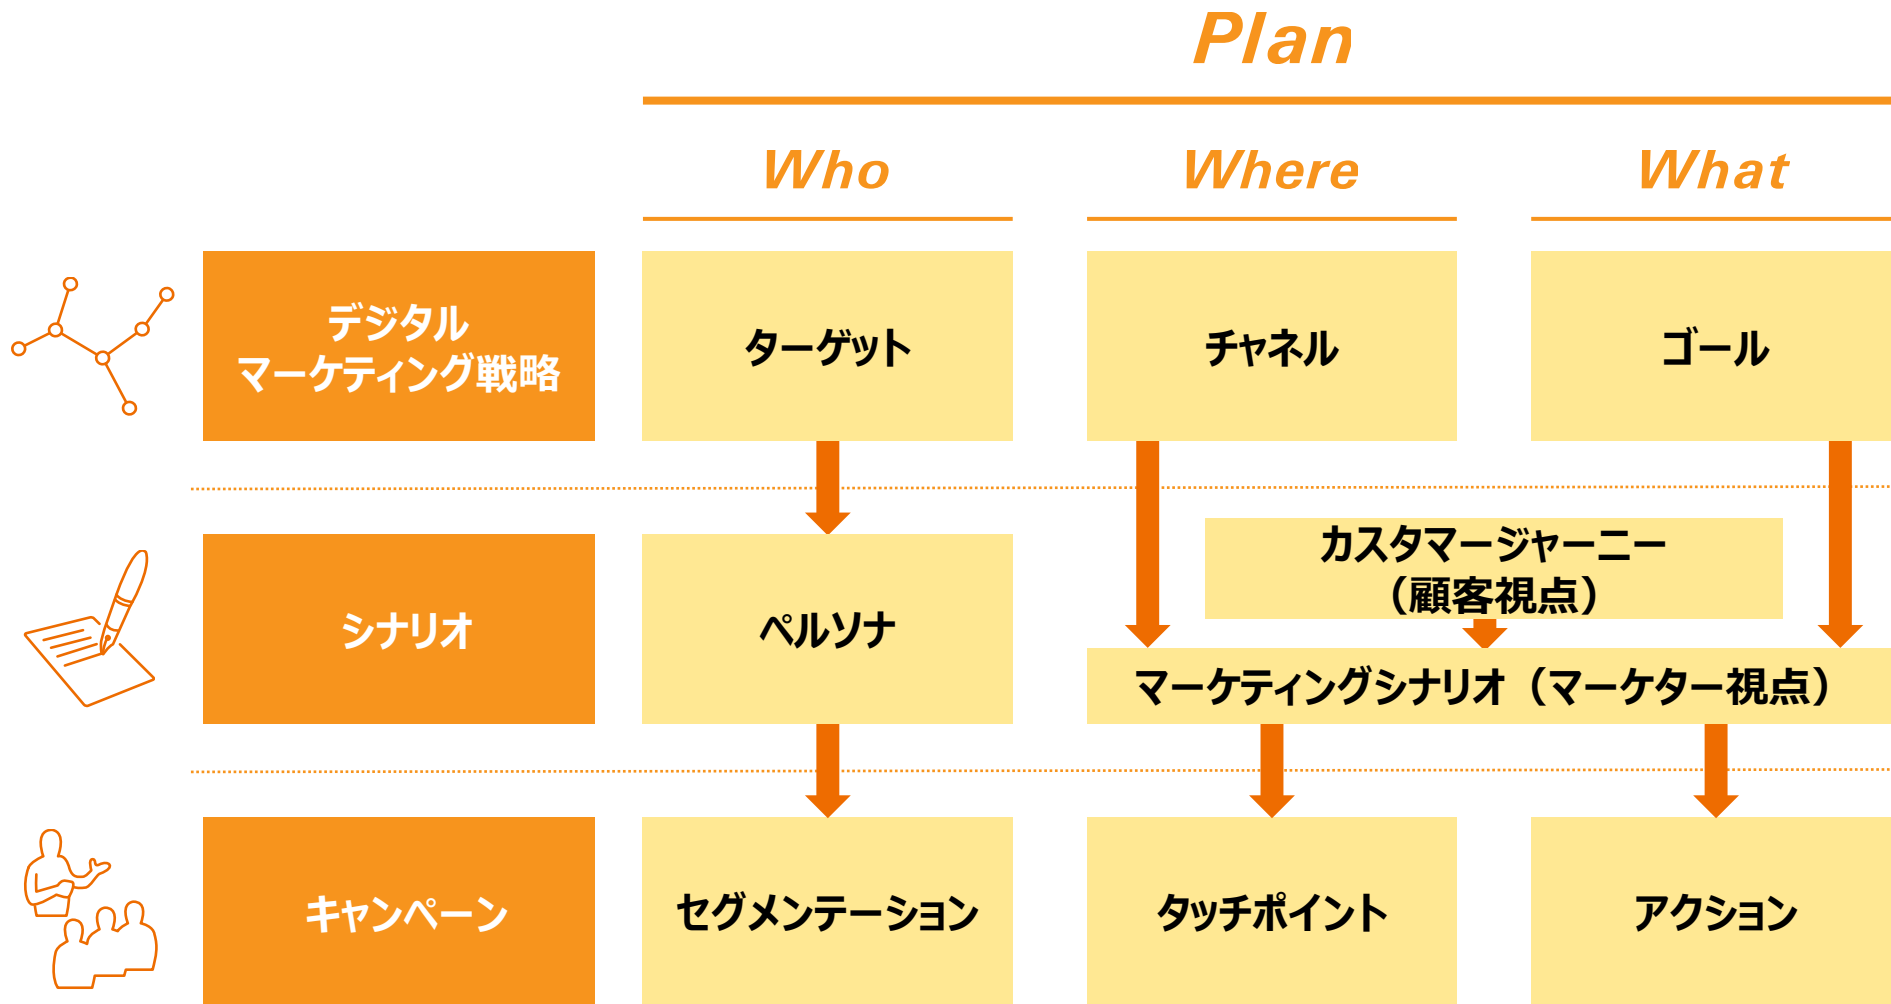 Plan
Who
Where
What
デジタル
マーケティング戦略
ターゲット
チャネル
ゴール
シナリオ
ペルソナ
カスタマージャーニー
（顧客視点）
マーケティングシナリオ（マーケター視点）
キャンペーン
セグメンテーション
タッチポイント
アクション